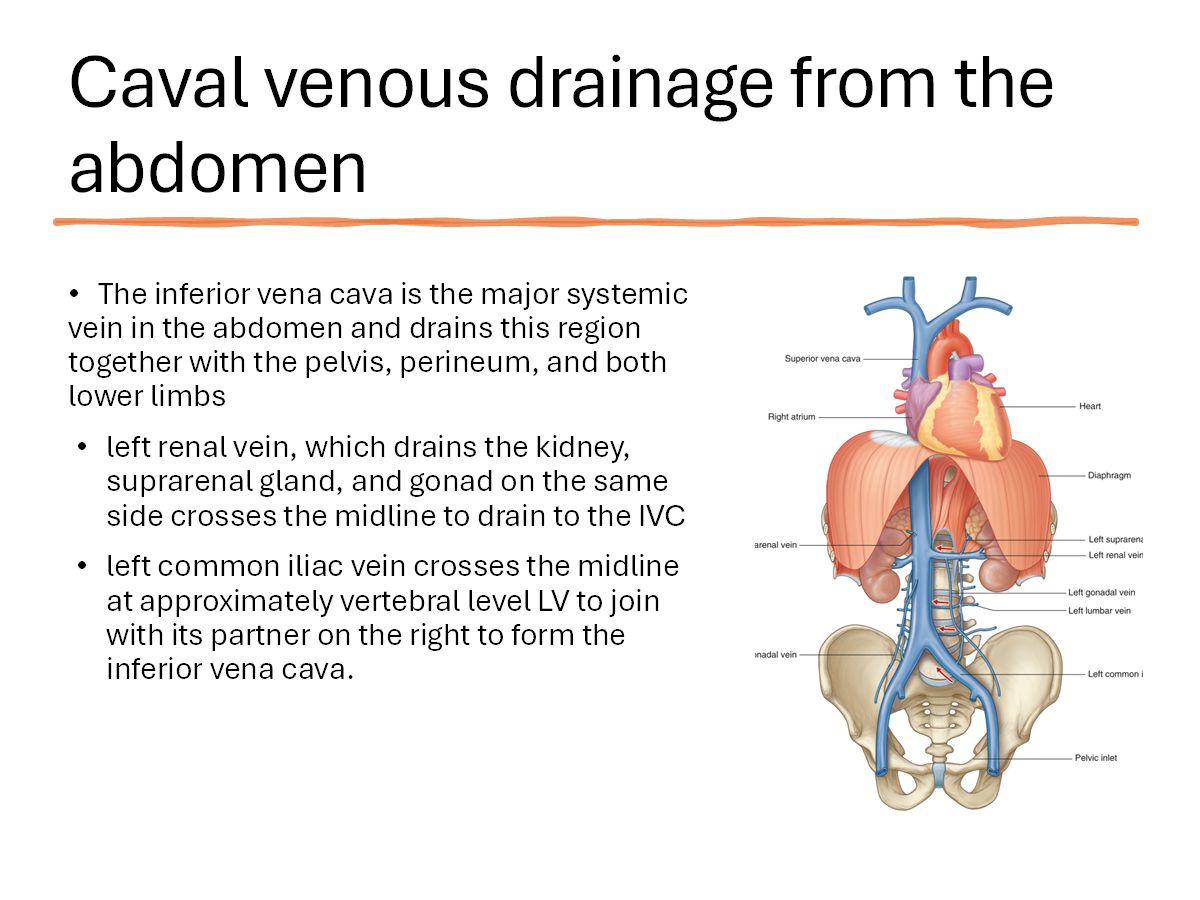 Caval venous drainage from the
abdomen
• The inferior vena cava is the major systemic
vein in the abdomen and drains this region
together with the pelvis, perineum, and both
lower limbs
• left renal vein, which drains the kidney,
suprarenal gland, and gonad on the same
side crosses the midline to drain to the IVC
• left common iliac vein crosses the midline
at approximately vertebral level LV to join
with its partner on the right to form the
inferior vena cava.
Superior vena cava
Heart
Right atrium
Diaphragm
Left suprarena
arenal vein
Left renal vein
Left gonadal vein
Left lumbar vein
onadal vein
Left common i
Pelvic inlet